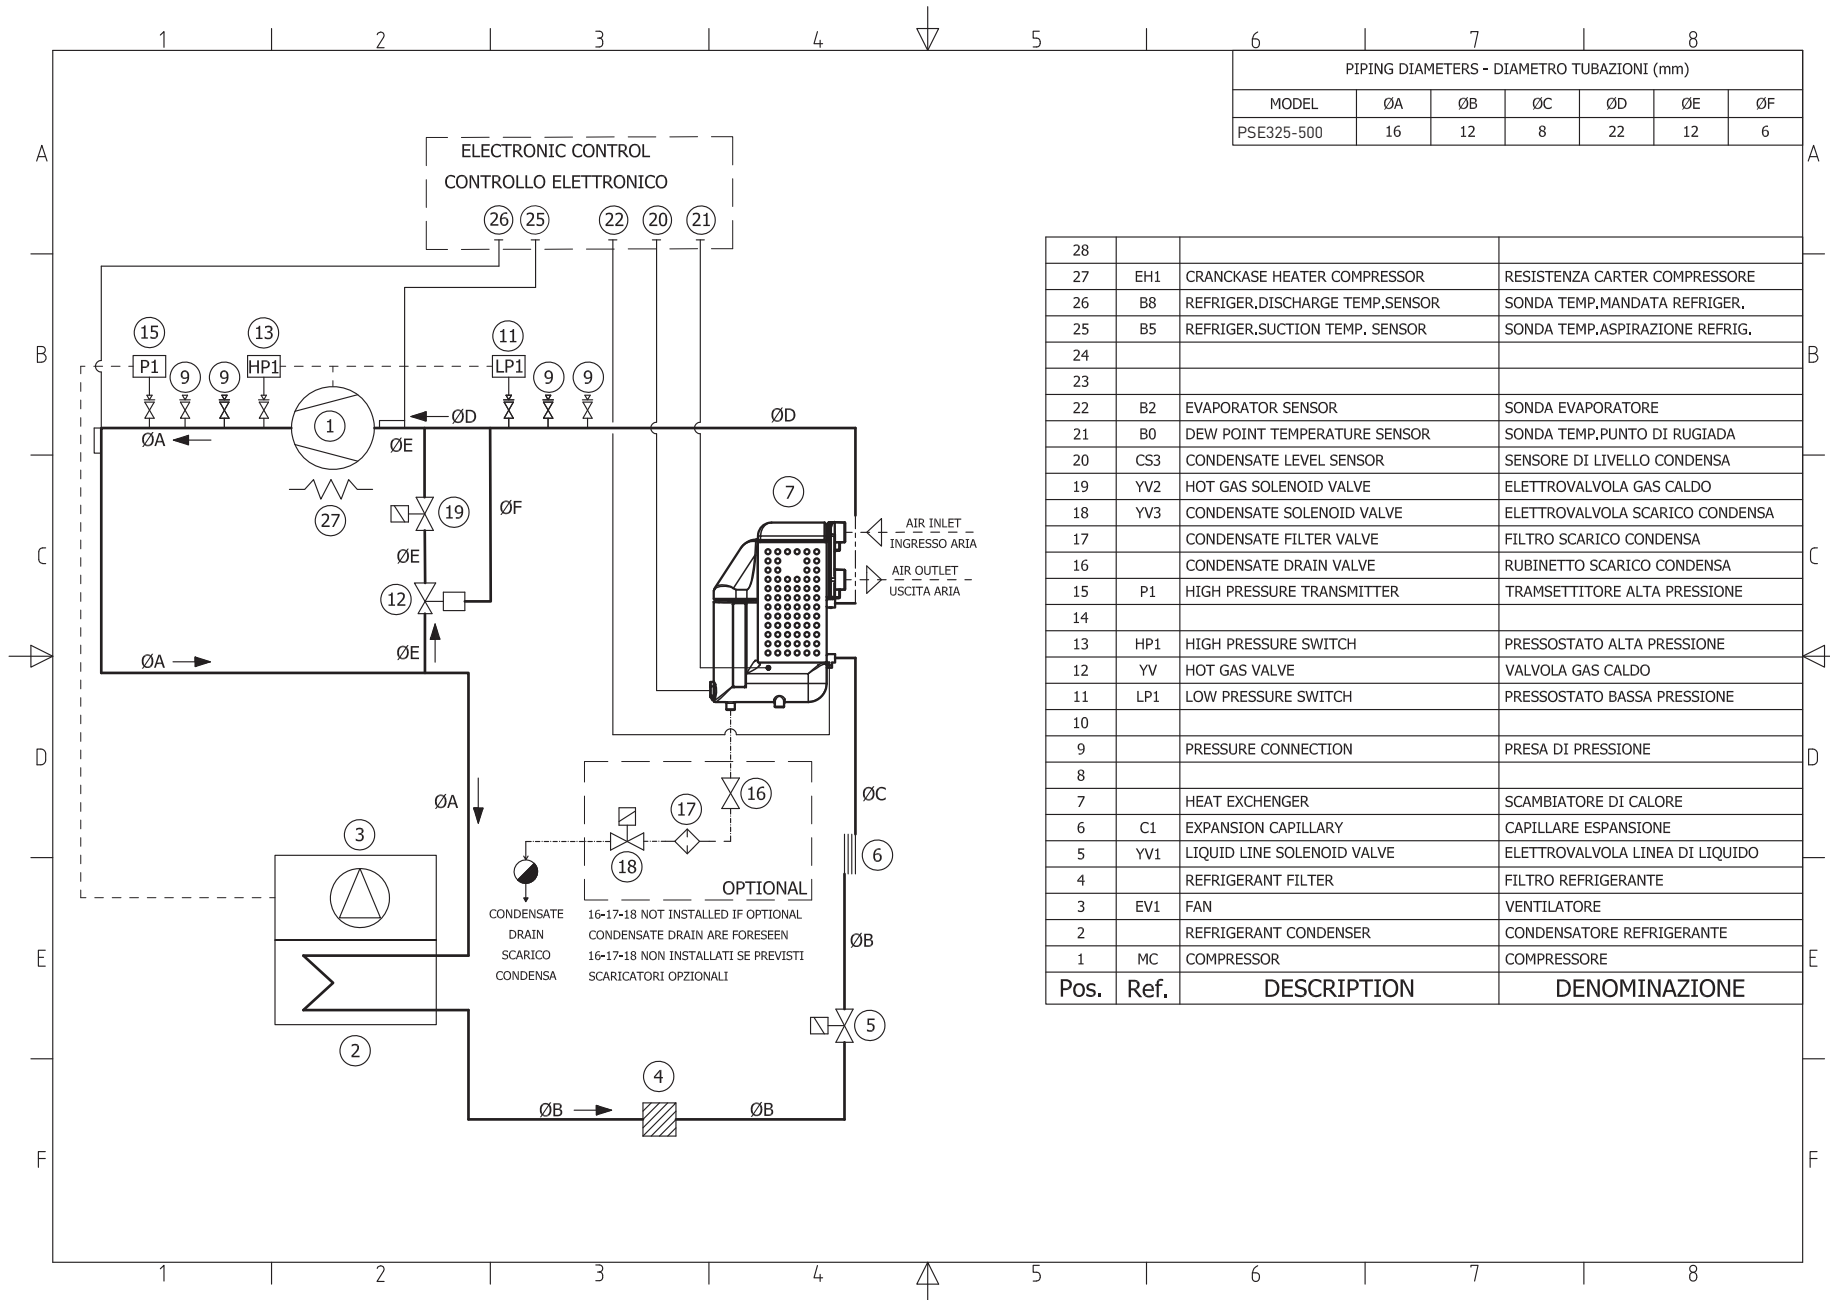 1 2 3 4 5 6 7 8
PIPING DIAMETERS - DIAMETRO TUBAZIONI (mm)
MODEL ØA ØB ØC ØD ØE ØF
PSE325-500 16 12 8 22 12 6
A A
ELECTRONIC CONTROL
CONTROLLO ELETTRONICO
26 25 22 20 21
B B
15 13 11
P1 9 9 HP1 LP1 9 9
1
ØD ØD
ØA ØE
C C
27 19 ØF 7
AIR INLET
INGRESSO ARIA
AIR OUTLET
USCITA ARIA
ØE
12
ØE
ØA
D D
ØA
16
17
18
ØC
6
OPTIONAL
3
CONDENSATE
DRAIN
SCARICO
CONDENSA
16-17-18 NOT INSTALLED IF OPTIONAL
CONDENSATE DRAIN ARE FORESEEN
16-17-18 NON INSTALLATI SE PREVISTI
SCARICATORI OPZIONALI
ØB
E E
5
2
4
ØB ØB
F F
28
27 EH1 CRANCKASE HEATER COMPRESSOR RESISTENZA CARTER COMPRESSORE
26 B8 REFRIGER.DISCHARGE TEMP.SENSOR SONDA TEMP.MANDATA REFRIGER.
25 B5 REFRIGER.SUCTION TEMP. SENSOR SONDA TEMP.ASPIRAZIONE REFRIG.
24
23
22 B2 EVAPORATOR SENSOR SONDA EVAPORATORE
21 B0 DEW POINT TEMPERATURE SENSOR SONDA TEMP.PUNTO DI RUGIADA
20 CS3 CONDENSATE LEVEL SENSOR SENSORE DI LIVELLO CONDENSA
19 YV2 HOT GAS SOLENOID VALVE ELETTROVALVOLA GAS CALDO
18 YV3 CONDENSATE SOLENOID VALVE ELETTROVALVOLA SCARICO CONDENSA
17 CONDENSATE FILTER VALVE FILTRO SCARICO CONDENSA
16 CONDENSATE DRAIN VALVE RUBINETTO SCARICO CONDENSA
15 P1 HIGH PRESSURE TRANSMITTER TRAMSETTITORE ALTA PRESSIONE
14
13 HP1 HIGH PRESSURE SWITCH PRESSOSTATO ALTA PRESSIONE
12 YV HOT GAS VALVE VALVOLA GAS CALDO
11 LP1 LOW PRESSURE SWITCH PRESSOSTATO BASSA PRESSIONE
10
9 PRESSURE CONNECTION PRESA DI PRESSIONE
8
7 HEAT EXCHENGER SCAMBIATORE DI CALORE
6 C1 EXPANSION CAPILLARY CAPILLARE ESPANSIONE
5 YV1 LIQUID LINE SOLENOID VALVE ELETTROVALVOLA LINEA DI LIQUIDO
4 REFRIGERANT FILTER FILTRO REFRIGERANTE
3 EV1 FAN VENTILATORE
2 REFRIGERANT CONDENSER CONDENSATORE REFRIGERANTE
1 MC COMPRESSOR COMPRESSORE
Pos. Ref. DESCRIPTION DENOMINAZIONE
1 2 3 4 5 6 7 8